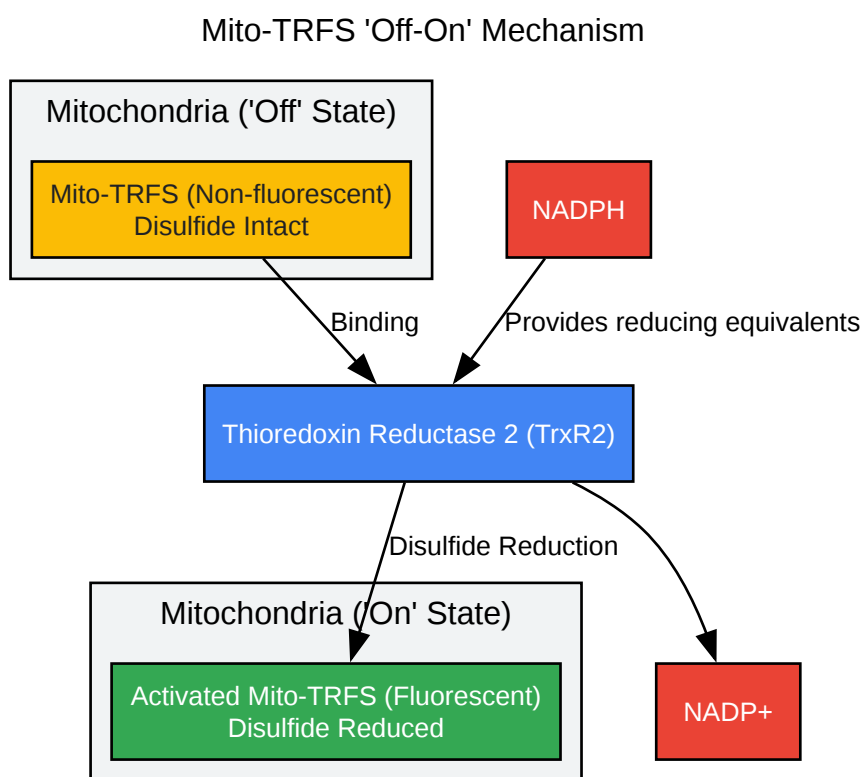 Mito-TRFS 'Off-On' Mechanism
Mitochondria ('Off' State)
Mito-TRFS (Non-fluorescent)
Disulfide Intact
NADPH
Binding
Provides reducing equivalents
Thioredoxin Reductase 2 (TrxR2)
Disulfide Reduction
Mitochondria ('On' State)
Activated Mito-TRFS (Fluorescent)
Disulfide Reduced
NADP+